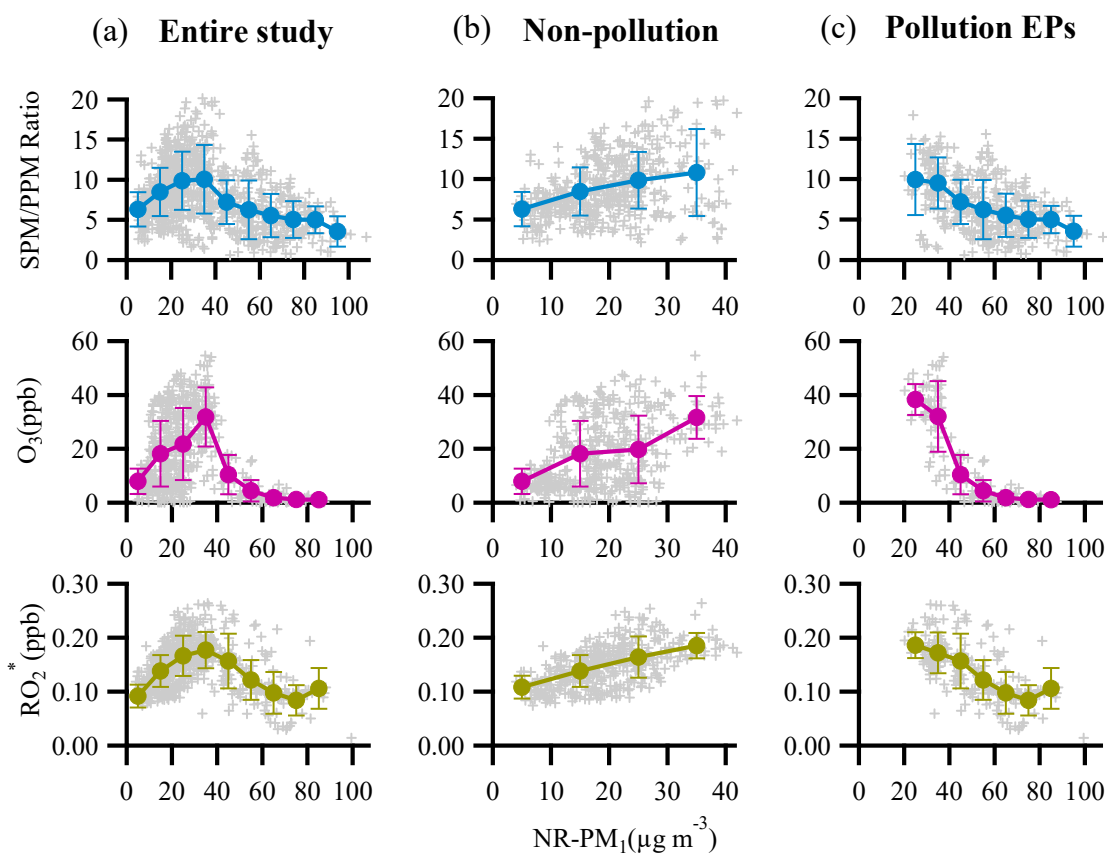 (a) Entire study (b) Non-pollution (c) Pollution EPs
SPM/PPM Ratio
20 20 20
15 15 15
10 10 10
5 5 5
0 0 0
0 20 40 60 80 100 0 10 20 30 40 0 20 40 60 80 100
O3(ppb)
60 60 60
40 40 40
20 20 20
0 0 0
0 20 40 60 80 100 0 10 20 30 40 0 20 40 60 80 100
RO2* (ppb)
0.30 0.30 0.30
0.20 0.20 0.20
0.10 0.10 0.10
0.00 0.00 0.00
0 20 40 60 80 100 0 10 20 30 40 0 20 40 60 80 100
NR-PM1(µg m-3)